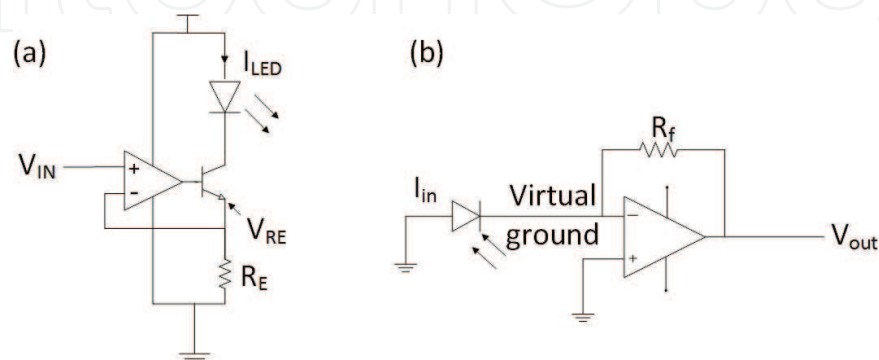 (a)
I_LED
V_IN
+
-
V_RE
R_E
(b)
R_f
I_in
Virtual
ground
−
+
V_out